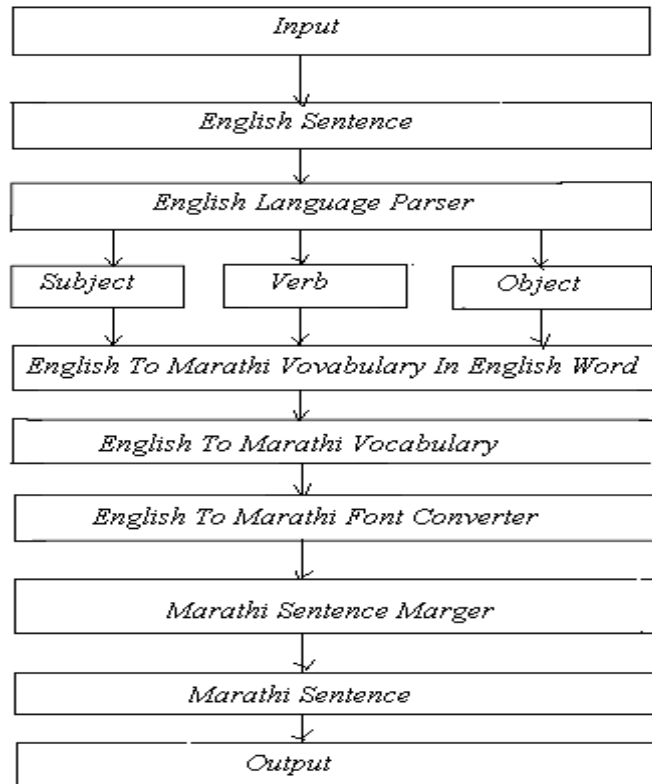 Input
English Sentence
English Language Parser
Subject
Verb
Object
English To Marathi Vovabulary In English Word
English To Marathi Vocabulary
English To Marathi Font Converter
Marathi Sentence Marger
Marathi Sentence
Output